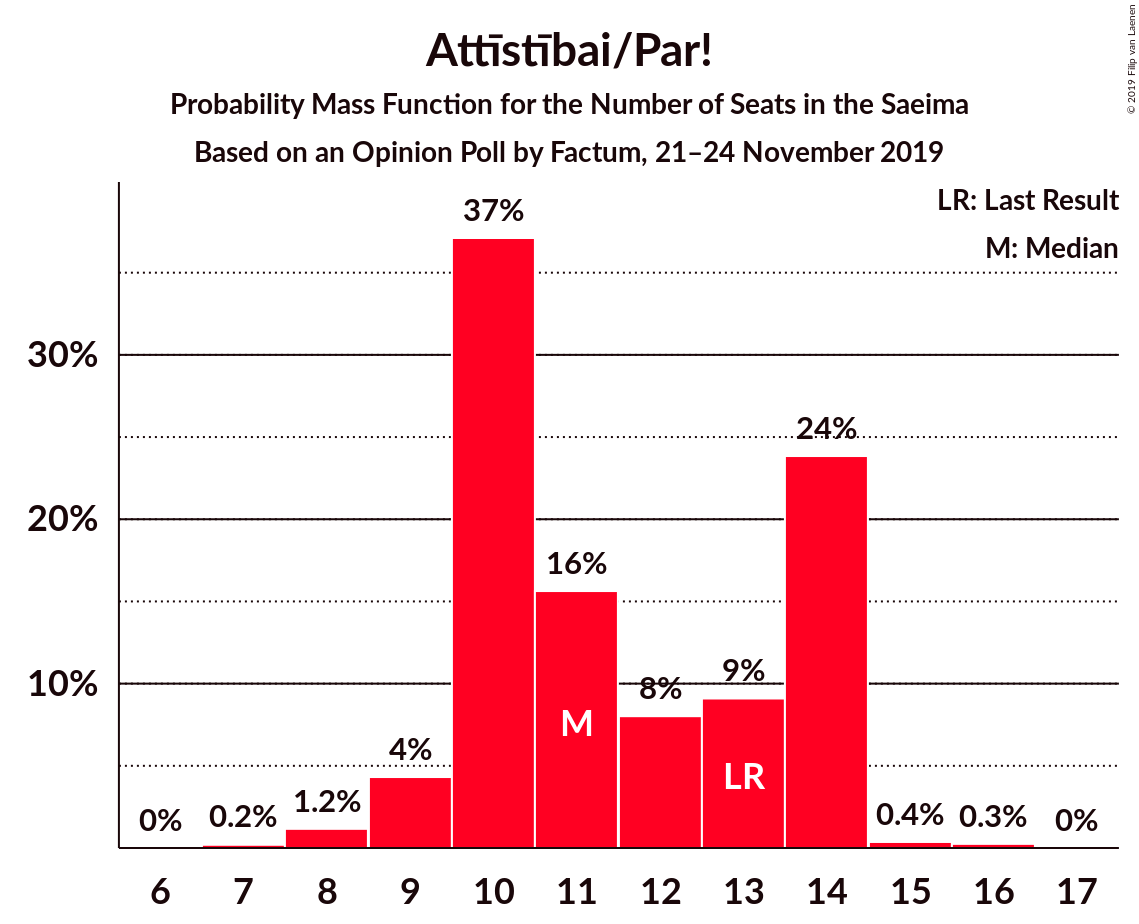 Attīstībai/Par!
Probability Mass Function for the Number of Seats in the Saeima
Based on an Opinion Poll by Factum, 21–24 November 2019
© 2019 Filip van Laenen
LR: Last Result
M: Median
37%
30%
24%
20%
16%
10%
9%
8%
M
LR
4%
1.2%
0.2%
0%
0.4%
0.3%
0%
6 7 8 9 10 11 12 13 14 15 16 17